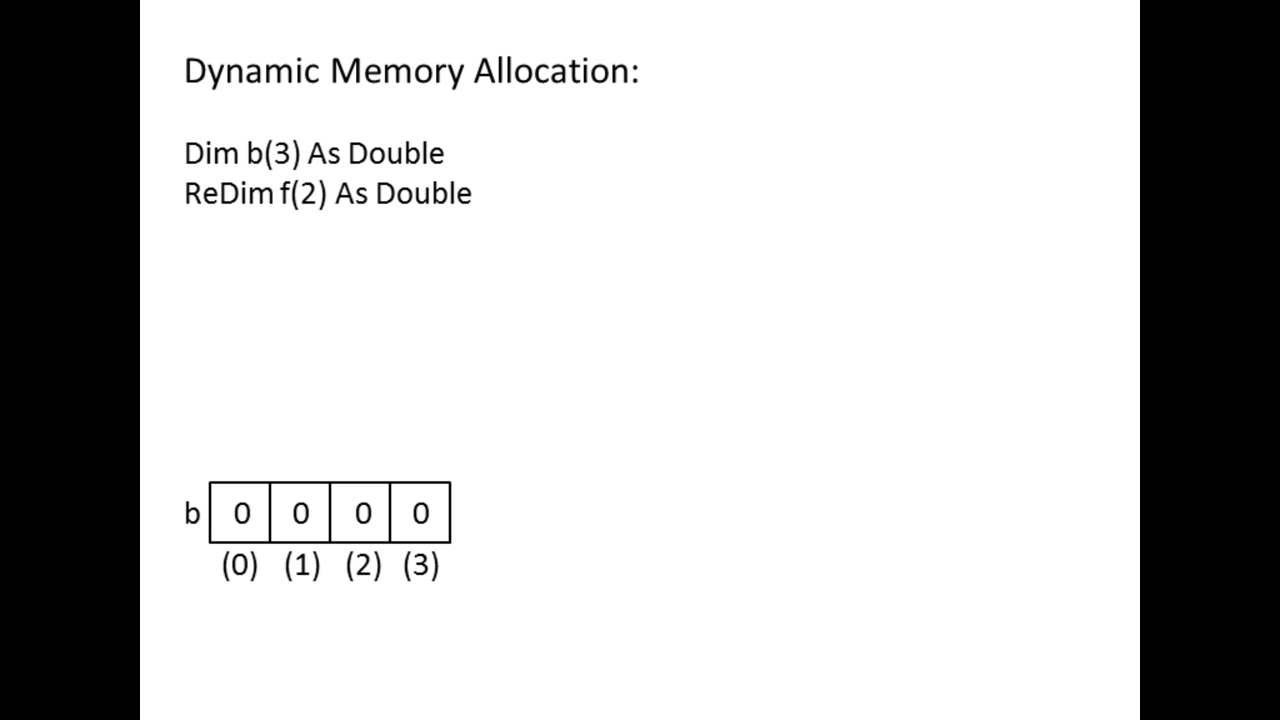 Dynamic Memory Allocation:
Dim b(3) As Double
ReDim f(2) As Double
b 0 0 0 0
(0) (1) (2) (3)